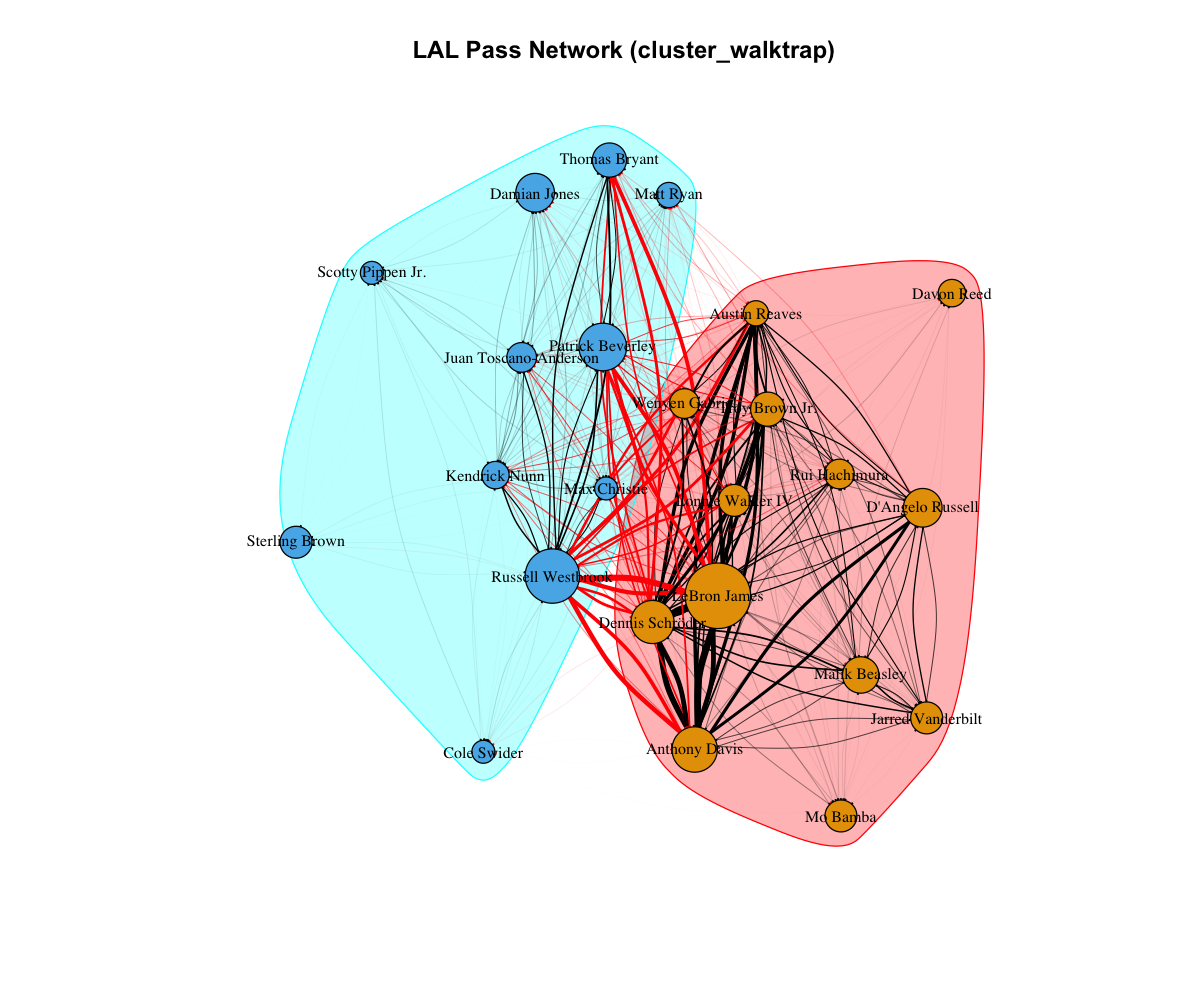 LAL Pass Network (cluster_walktrap)
Thomas Bryant
Damian Jones
Matt Ryan
Scotty Pippen Jr.
Davon Reed
Austin Reaves
Patrick Beverley
Juan Toscano-Anderson
Wenyen Gabriel
Troy Brown Jr.
Kendrick Nunn
Max Christie
Rui Hachimura
Lonnie Walker IV
D'Angelo Russell
Sterling Brown
Russell Westbrook
LeBron James
Dennis Schroder
Malik Beasley
Jarred Vanderbilt
Anthony Davis
Cole Swider
Mo Bamba